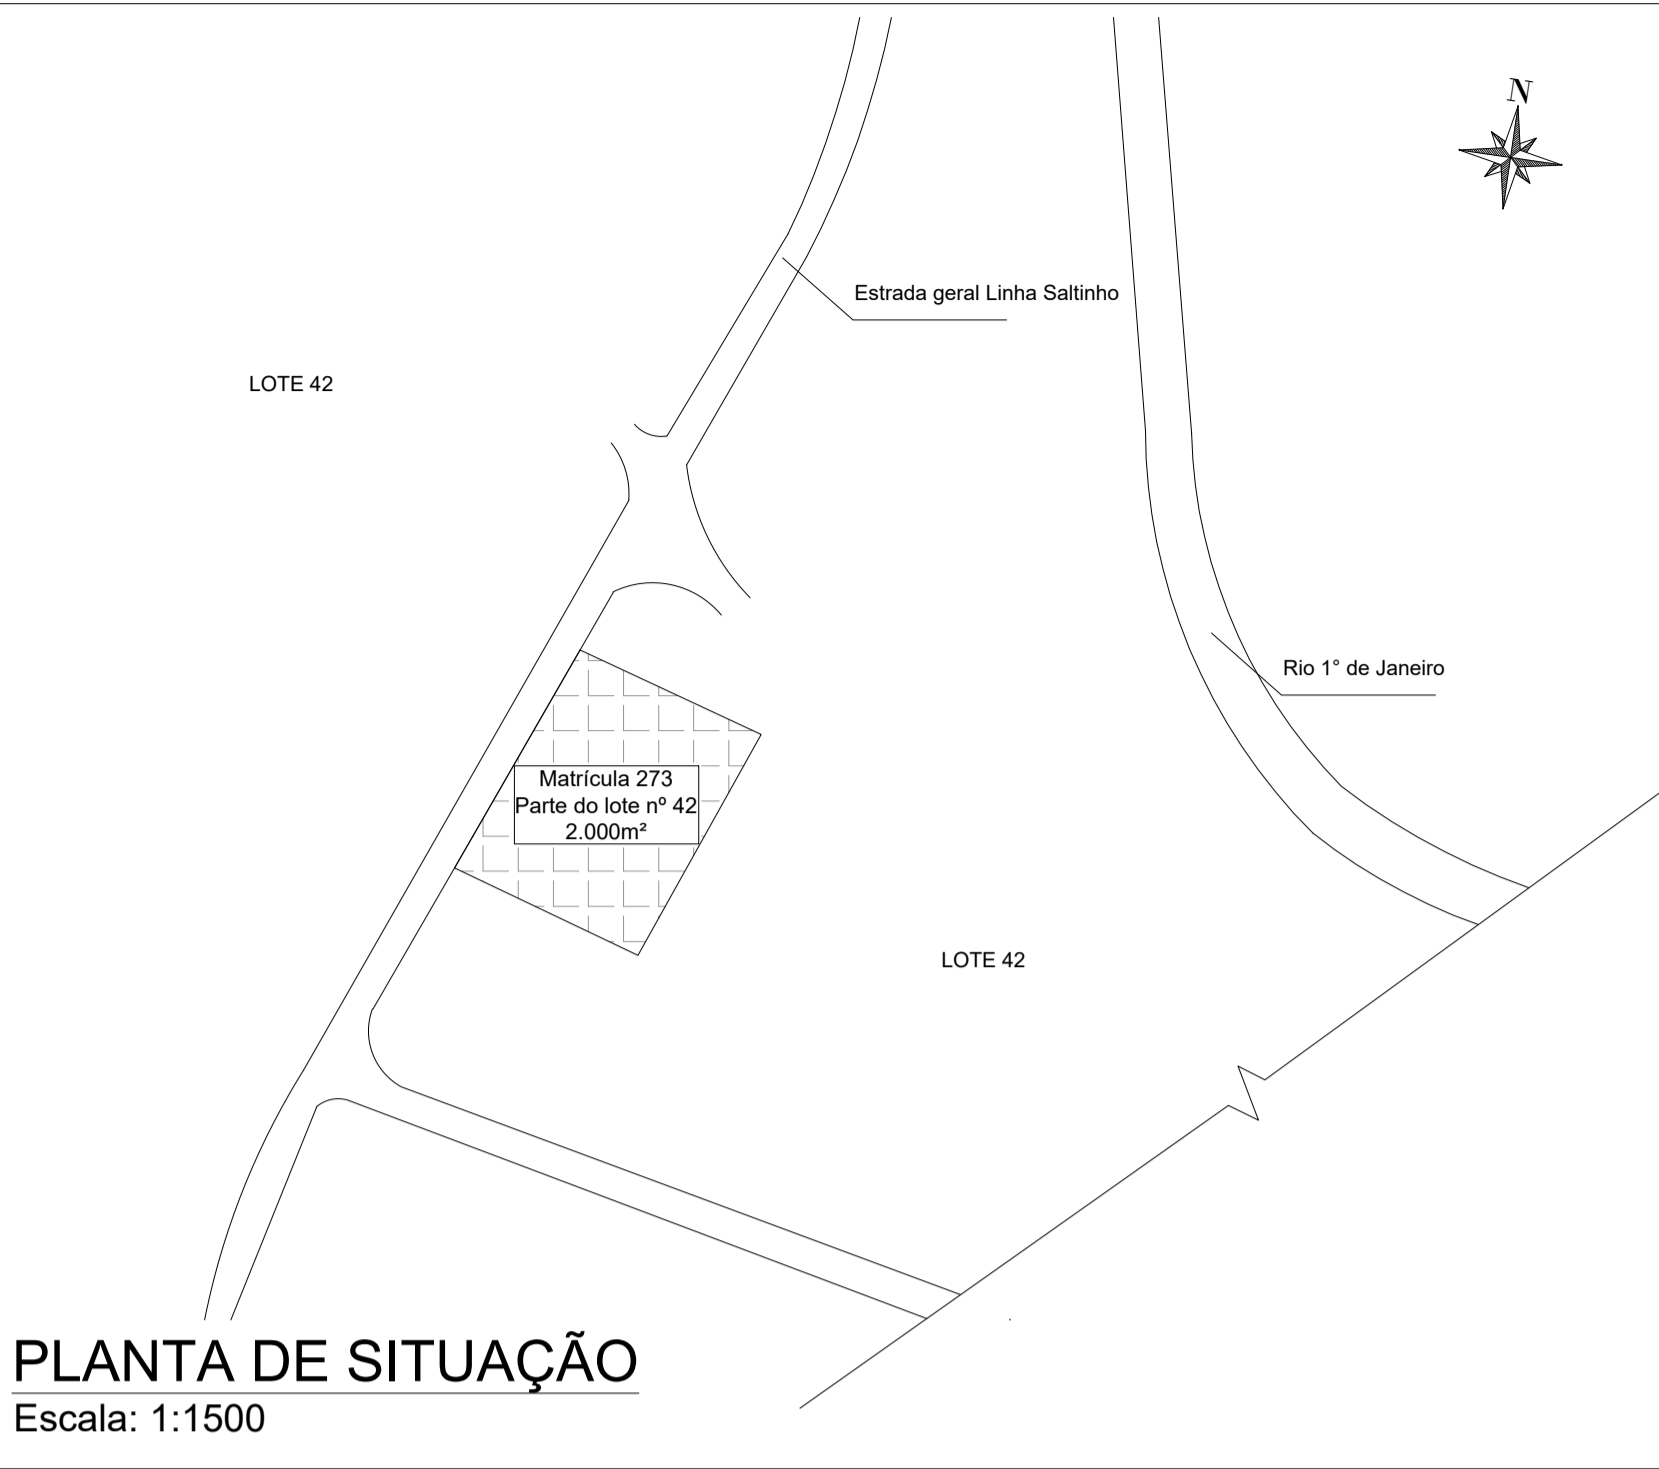 N
Estrada geral Linha Saltinho
LOTE 42
Rio 1° de Janeiro
Matrícula 273
Parte do lote nº 42
2.000m²
LOTE 42
PLANTA DE SITUAÇÃO
Escala: 1:1500